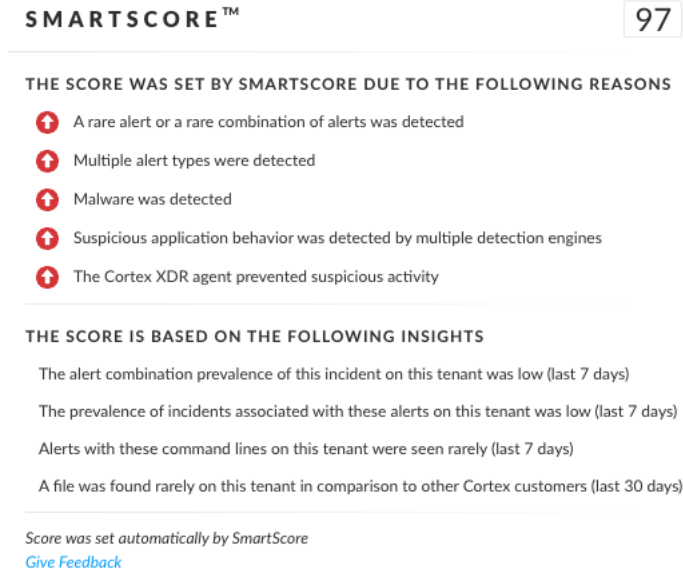 SMARTSCORE™
97
THE SCORE WAS SET BY SMARTSCORE DUE TO THE FOLLOWING REASONS
A rare alert or a rare combination of alerts was detected
Multiple alert types were detected
Malware was detected
Suspicious application behavior was detected by multiple detection engines
The Cortex XDR agent prevented suspicious activity
THE SCORE IS BASED ON THE FOLLOWING INSIGHTS
The alert combination prevalence of this incident on this tenant was low (last 7 days)
The prevalence of incidents associated with these alerts on this tenant was low (last 7 days)
Alerts with these command lines on this tenant were seen rarely (last 7 days)
A file was found rarely on this tenant in comparison to other Cortex customers (last 30 days)
Score was set automatically by SmartScore
Give Feedback